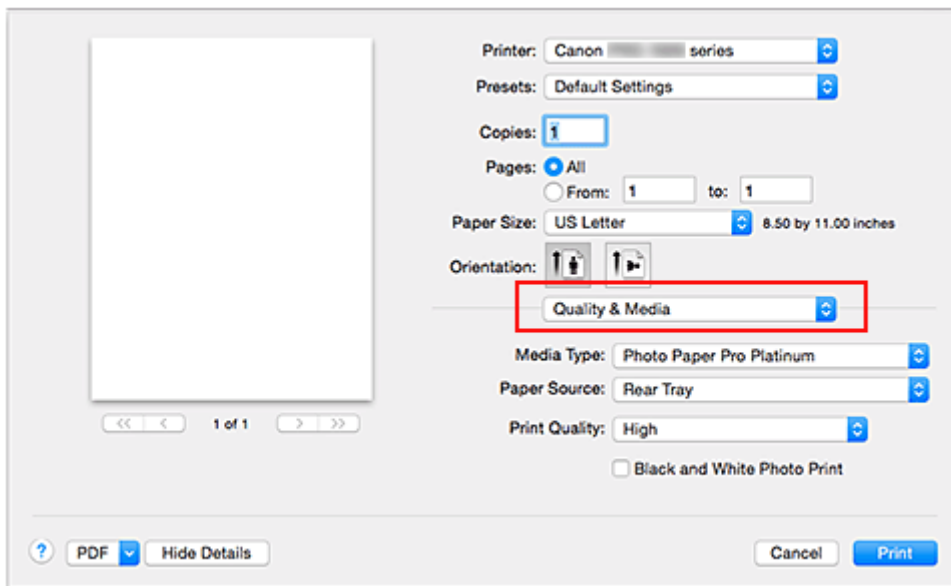 Printer: Canon series
Presets: Default Settings
Copies: 1
Pages: All
From: 1 to: 1
Paper Size: US Letter 8.50 by 11.00 inches
Orientation:
Quality & Media
Media Type: Photo Paper Pro Platinum
Paper Source: Rear Tray
<< < 1 of 1 > >>
Print Quality: High
Black and White Photo Print
? PDF Hide Details Cancel Print